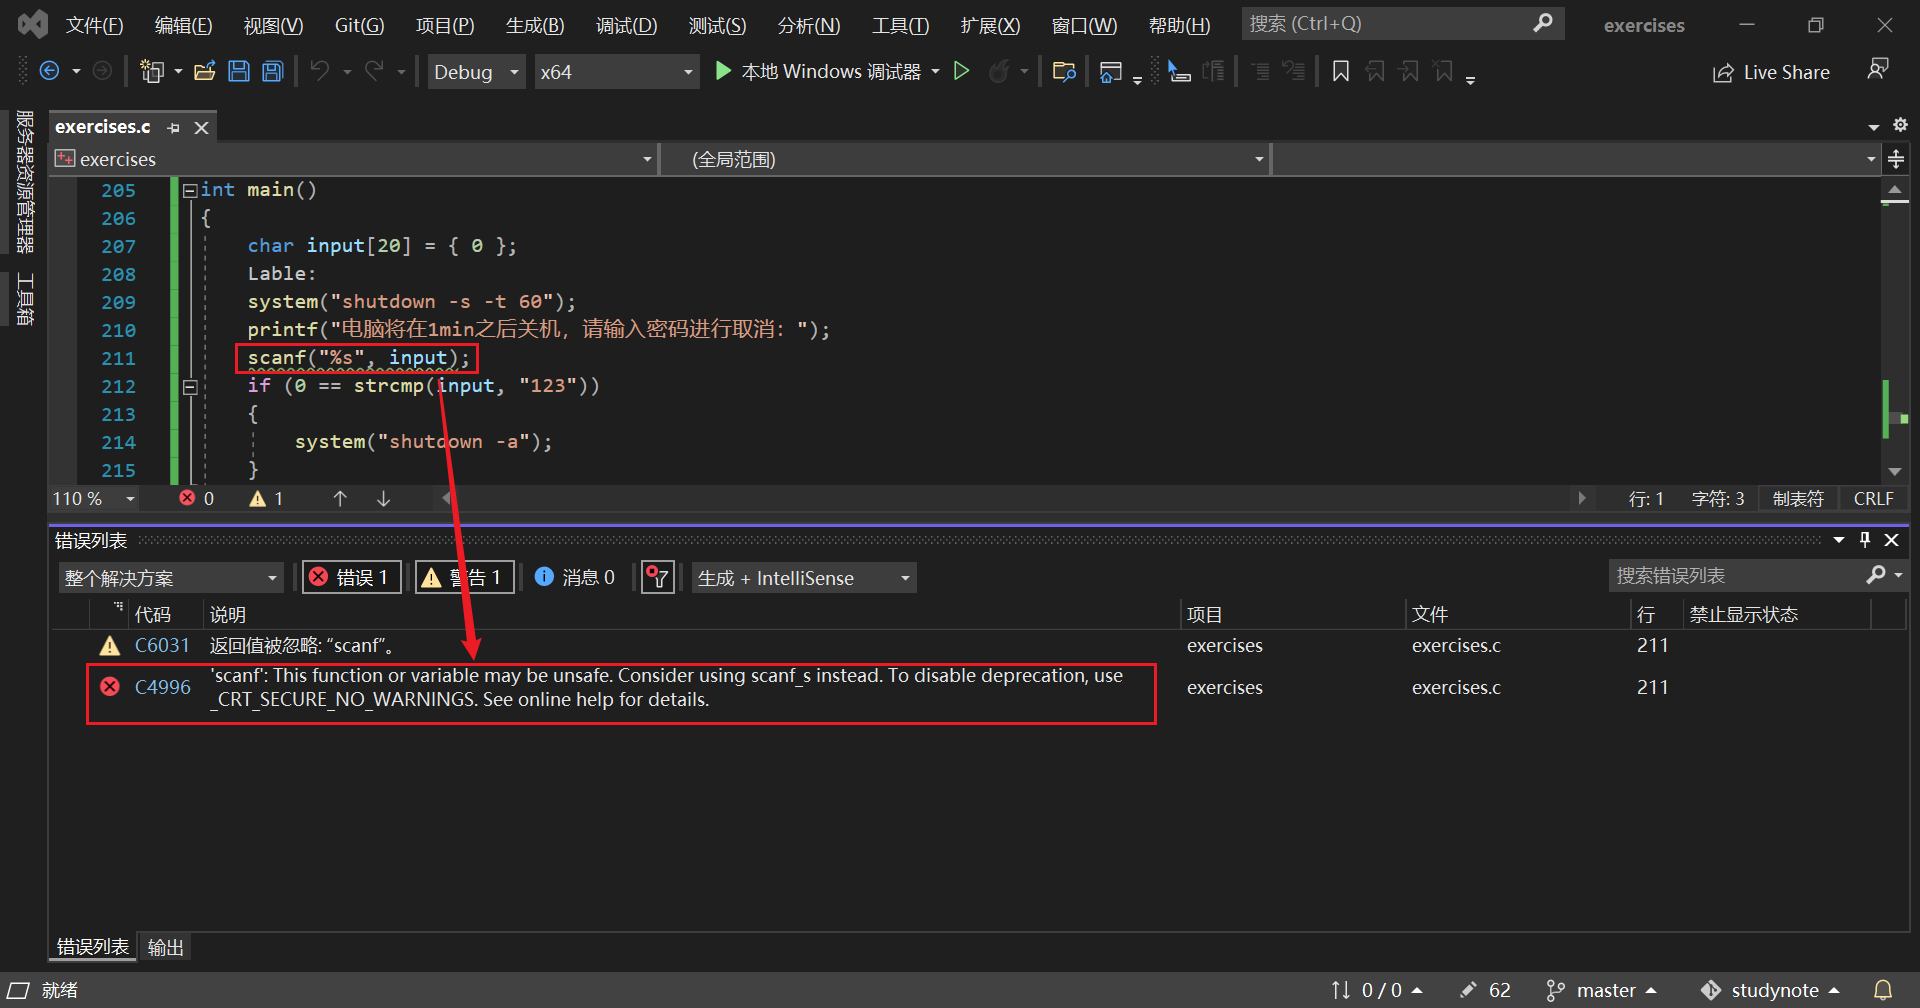 文件(F) 编辑(E) 视图(V) Git(G) 项目(P) 生成(B) 调试(D) 测试(S) 分析(N) 工具(T) 扩展(X) 窗口(W) 帮助(H) 搜索 (Ctrl+Q) exercises
Debug x64 本地 Windows 调试器 Live Share
服务器资源管理器
工具箱
exercises.c
exercises (全局范围)
205 int main()
206 {
207 char input[20] = { 0 };
208 Lable:
209 system("shutdown -s -t 60");
210 printf("电脑将在1min之后关机，请输入密码进行取消：");
211 scanf("%s", input);
212 if (0 == strcmp(input, "123"))
213 {
214 system("shutdown -a");
215 }
110 % 0 1 行: 1 字符: 3 制表符 CRLF
错误列表
整个解决方案 错误 1 警告 1 消息 0 生成 + IntelliSense 搜索错误列表
代码 说明 项目 文件 行 禁止显示状态
C6031 返回值被忽略: “scanf”。 exercises exercises.c 211
C4996 'scanf': This function or variable may be unsafe. Consider using scanf_s instead. To disable deprecation, use
_CRT_SECURE_NO_WARNINGS. See online help for details. exercises exercises.c 211
错误列表 输出
就绪 0 / 0 62 master studynote